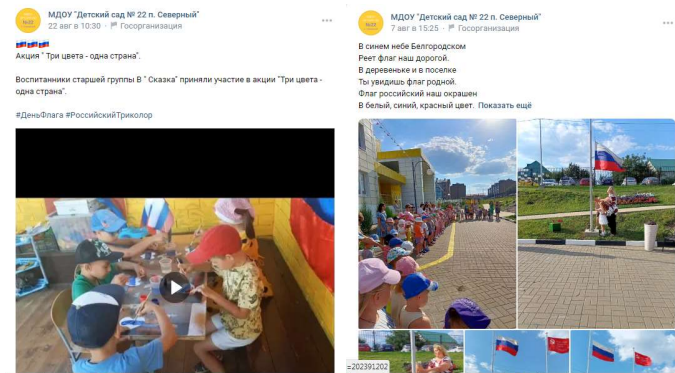 МДОУ "Детский сад № 22 п. Северный"
22 авг в 10:30 · Госорганизация
Акция " Три цвета - одна страна".
Воспитанники старшей группы В " Сказка" приняли участие в акции "Три цвета -
одна страна".
#ДеньФлага #РоссийскийТриколор
МДОУ "Детский сад № 22 п. Северный"
7 авг в 15:25 · Госорганизация
В синем небе Белгородском
Реет флаг наш дорогой.
В деревеньке и в поселке
Ты увидишь флаг родной.
Флаг российский наш окрашен
В белый, синий, красный цвет. Показать ещё
=202391202